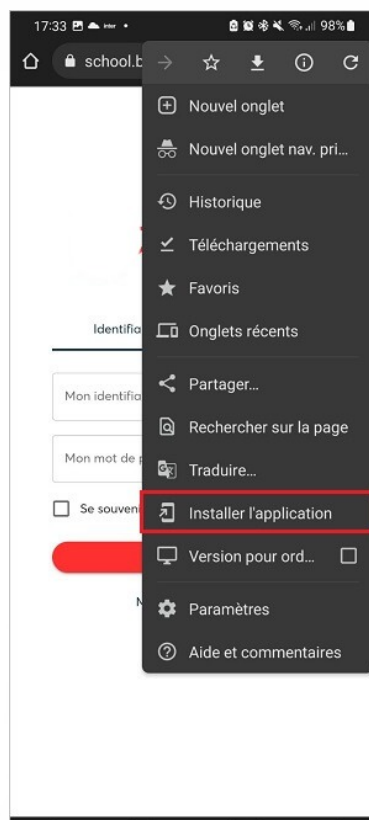 17:33 98%
school.b
Nouvel onglet
Nouvel onglet nav. pri...
Historique
Téléchargements
Favoris
Identifia
Onglets récents
Partager...
Mon identifia
Rechercher sur la page
Mon mot de p
Traduire...
Se souveni
Installer l'application
Version pour ord...
Paramètres
Aide et commentaires